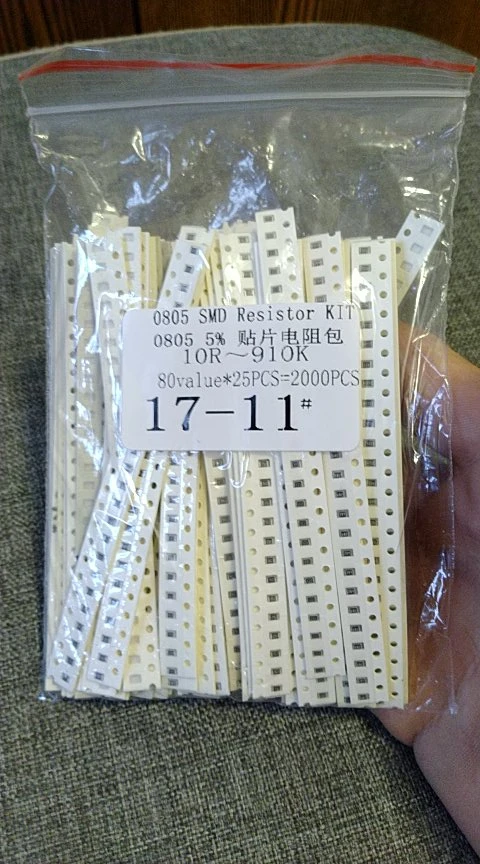 0805 SMD Resistor KIT
0805 5% 贴片电阻包
10R～910K
80value*25PCS=2000PCS
17-11#